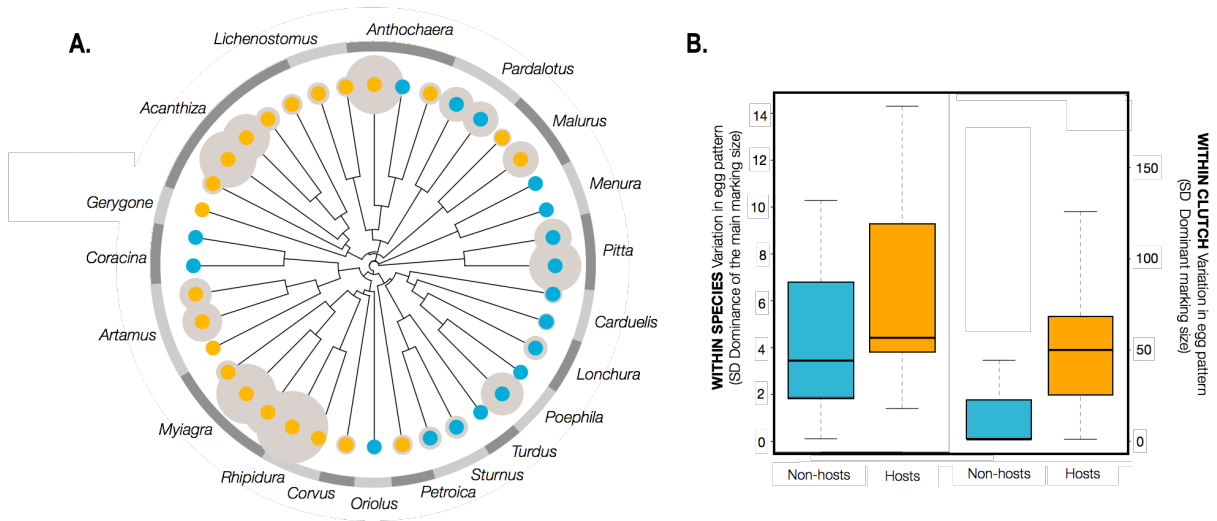 A.
Anthochaera
Lichenostomus
Pardalotus
Acanthiza
Malurus
Menura
Gerygone
Pitta
Coracina
Carduelis
Artamus
Lonchura
Poephila
Myiagra
Turdus
Rhipidura
Sturnus
Corvus
Petroica
Oriolus
B.
WITHIN SPECIES Variation in egg pattern
(SD Dominance of the main marking size)
14
12
10
8
6
4
2
0
Non-hosts
Hosts
Non-hosts
Hosts
150
100
50
0
WITHIN CLUTCH Variation in egg pattern
(SD Dominant marking size)